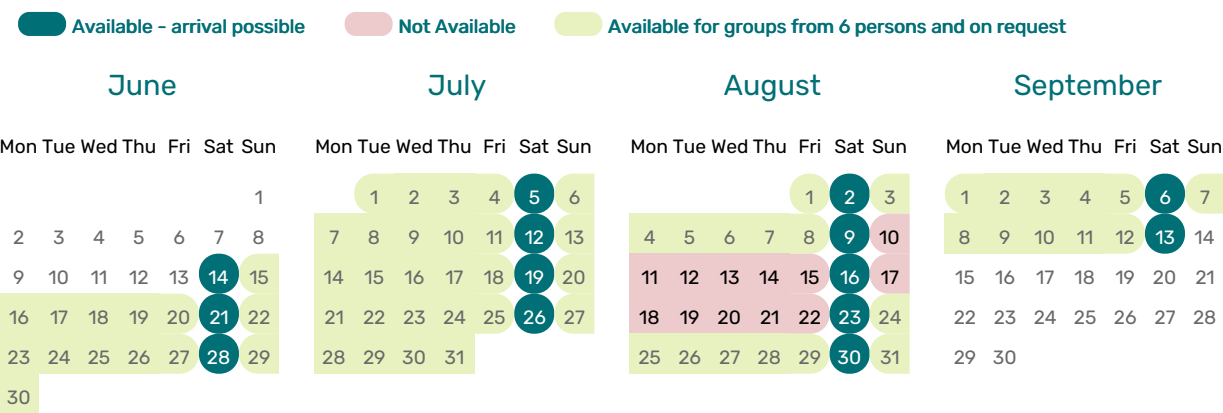 Available - arrival possible Not Available Available for groups from 6 persons and on request
June July August September
Mon Tue Wed Thu Fri Sat Sun Mon Tue Wed Thu Fri Sat Sun Mon Tue Wed Thu Fri Sat Sun Mon Tue Wed Thu Fri Sat Sun
1 1 2 3 4 5 6 1 2 3 1 2 3 4 5 6 7
2 3 4 5 6 7 8 7 8 9 10 11 12 13 4 5 6 7 8 9 10 8 9 10 11 12 13 14
9 10 11 12 13 14 15 14 15 16 17 18 19 20 11 12 13 14 15 16 17 15 16 17 18 19 20 21
16 17 18 19 20 21 22 21 22 23 24 25 26 27 18 19 20 21 22 23 24 22 23 24 25 26 27 28
23 24 25 26 27 28 29 28 29 30 31 25 26 27 28 29 30 31 29 30
30